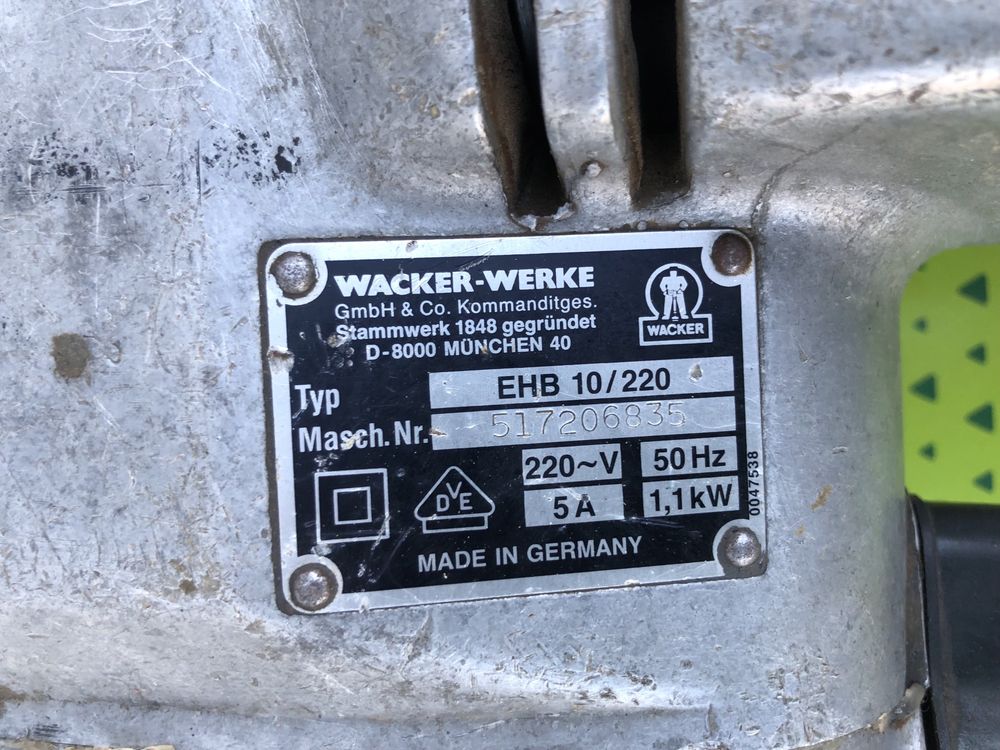 WACKER-WERKE
GmbH & Co. Kommanditges.
Stammwerk 1848 gegründet
D-8000 MÜNCHEN 40
WACKER
Typ EHB 10/220
Masch. Nr. 517206835
220~V 50 Hz
5 A 1,1 kW
DVE
MADE IN GERMANY
0047538